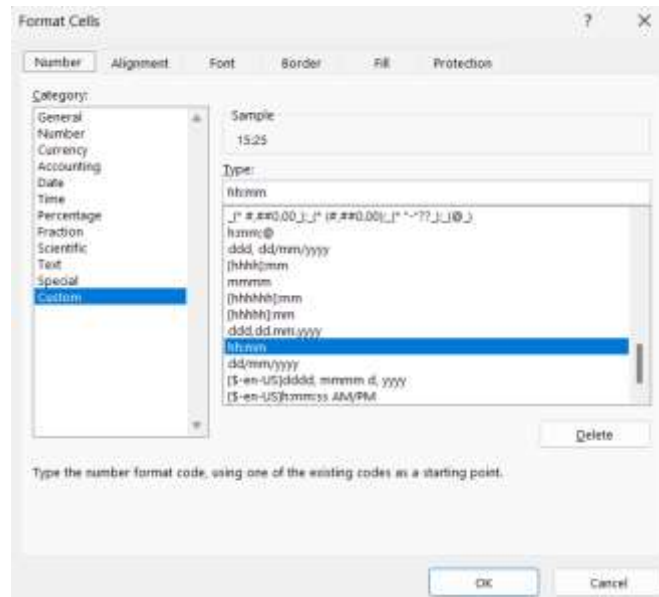 Format Cells ? ×
Number Alignment Font Border Fill Protection
Category:
General
Number
Currency
Accounting
Date
Time
Percentage
Fraction
Scientific
Text
Special
Custom
Sample
15:25
Type:
hh:mm
h:mm;@
ddd, dd/mm/yyyy
[hhhh]:mm
mmmm
[hhhhhh]:mm
[hhhhh]:mm
ddd,dd.mm.yyyy
hh:mm
dd/mm/yyyy
[$-en-US]dddd, mmmm d, yyyy
[$-en-US]h:mm:ss AM/PM
Delete
Type the number format code, using one of the existing codes as a starting point.
OK Cancel